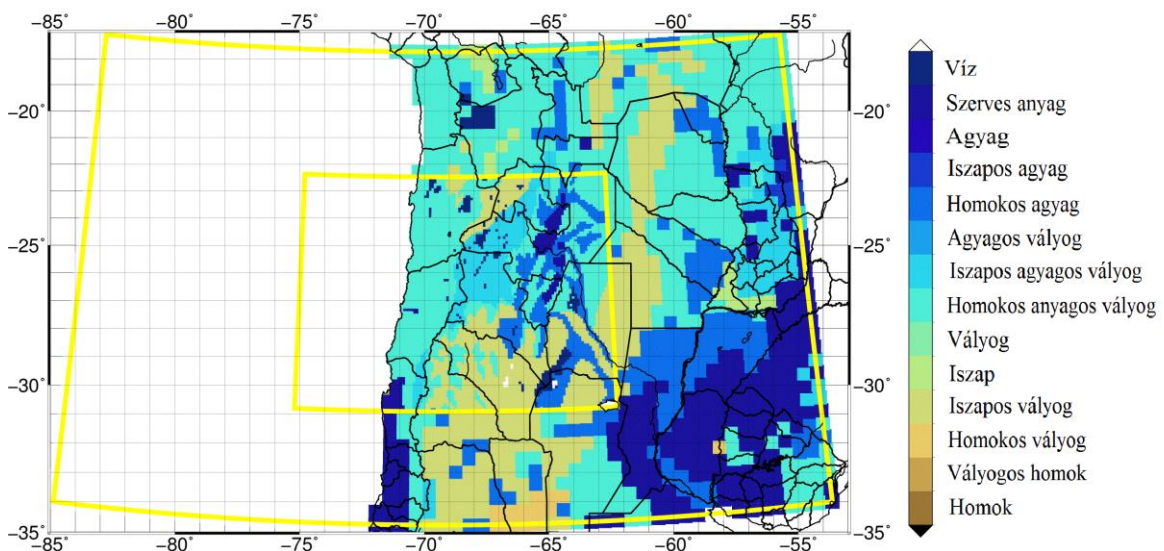 −85 −80 −75 −70 −65 −60 −55
−20°
−25°
−30°
−35°
−20°
−25°
−30°
−35°
−85° −80° −75° −70° −65° −60° −55°
Víz
Szerves anyag
Agyag
Iszapos agyag
Homokos agyag
Agyagos vályog
Iszapos agyagos vályog
Homokos anyagos vályog
Vályog
Iszap
Iszapos vályog
Homokos vályog
Vályogos homok
Homok